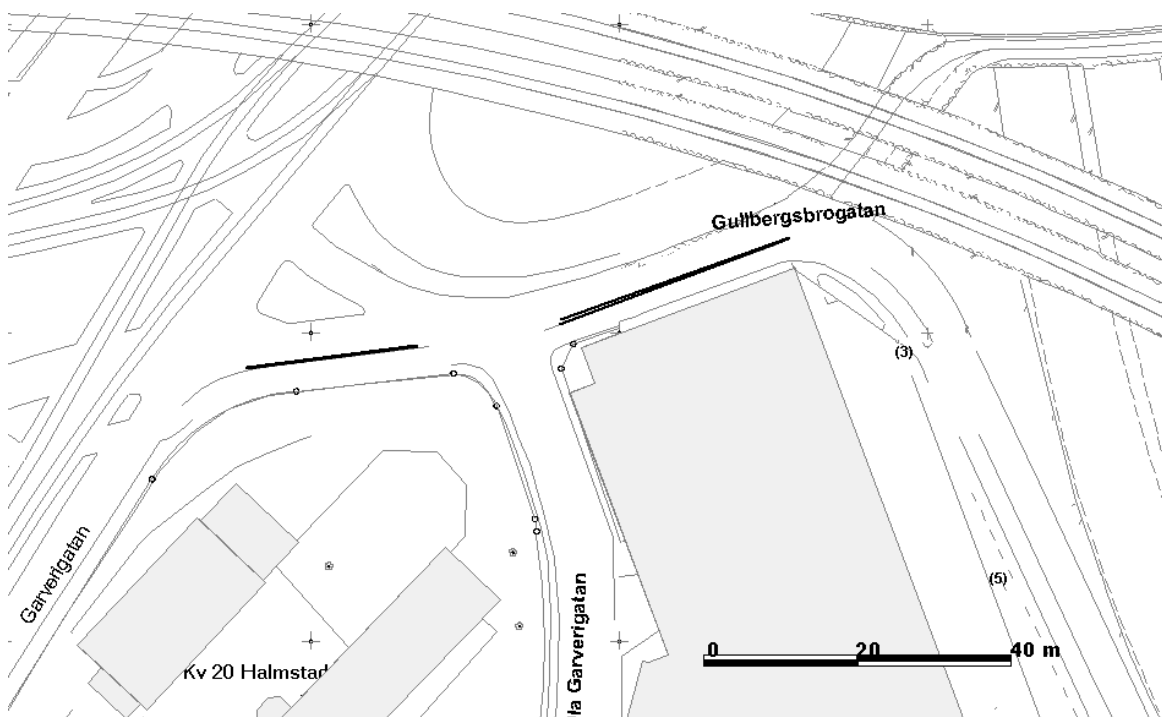 Gullbergsbrogatan
(3)
Garverigatan
(5)
la Garverigatan
0 20 40 m
Kv 20 Halmstad